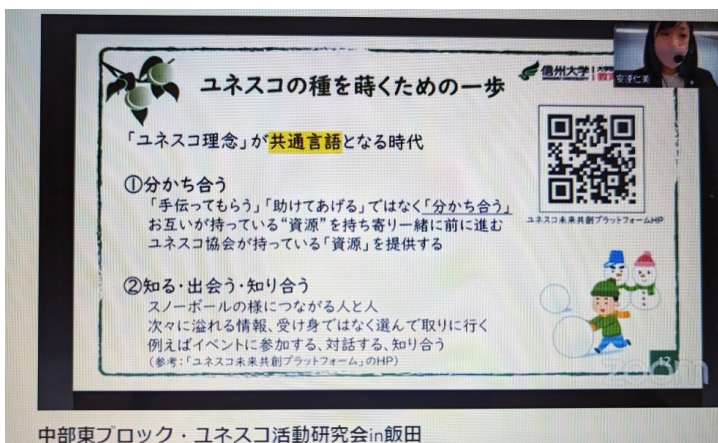 ユネスコの種を蒔くための一歩
信州大学
安達仁美
「ユネスコ理念」が共通言語となる時代
①分かち合う
「手伝ってもらう」「助けてあげる」ではなく「分かち合う」
お互いが持っている“資源”を持ち寄り一緒に前に進む
ユネスコ協会が持っている「資源」を提供する
ユネスコ未来共創プラットフォームHP
②知る・出会う・知り合う
スノーボールの様につながる人と人
次々に溢れる情報、受け身ではなく選んで取りに行く
例えばイベントに参加する、対話する、知り合う
（参考：「ユネスコ未来共創プラットフォーム」のHP）
zoom
中部東ブロック・ユネスコ活動研究会in飯田